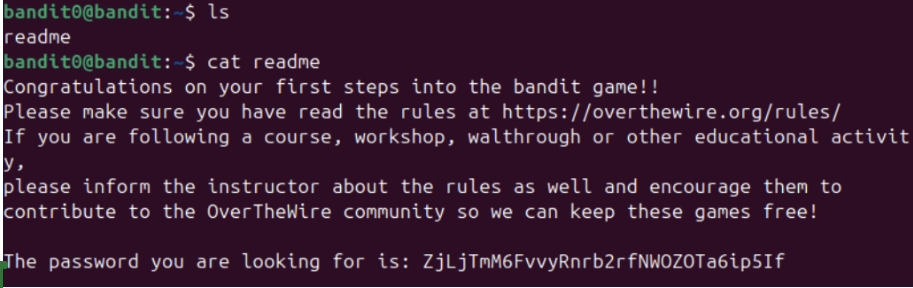 bandit0@bandit:~$ ls
readme
bandit0@bandit:~$ cat readme
Congratulations on your first steps into the bandit game!!
Please make sure you have read the rules at https://overthewire.org/rules/
If you are following a course, workshop, walthrough or other educational activit
y,
please inform the instructor about the rules as well and encourage them to
contribute to the OverTheWire community so we can keep these games free!
The password you are looking for is: ZjLjTmM6FvvyRnrb2rfNWOZOTa6ip5If